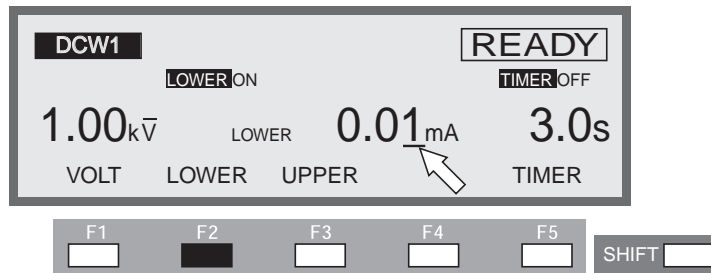 DCW1 READY
LOWER ON TIMER OFF
1.00kV̅ LOWER 0.01mA 3.0s
VOLT LOWER UPPER TIMER
F1 F2 F3 F4 F5
SHIFT